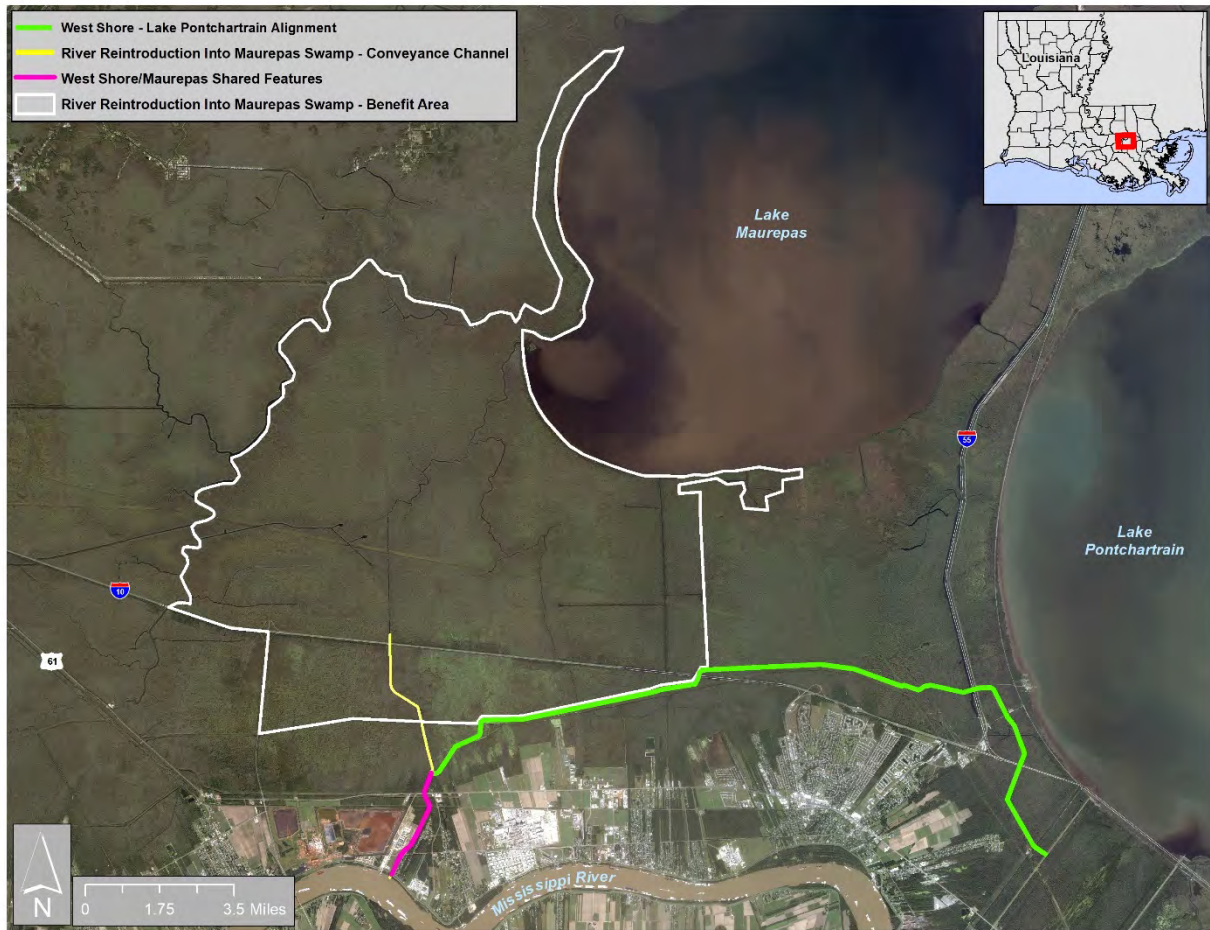 West Shore - Lake Pontchartrain Alignment
River Reintroduction Into Maurepas Swamp - Conveyance Channel
West Shore/Maurepas Shared Features
River Reintroduction Into Maurepas Swamp - Benefit Area
Louisiana
Lake
Maurepas
55
Lake
Pontchartrain
10
61
Mississippi River
N
0 1.75 3.5 Miles